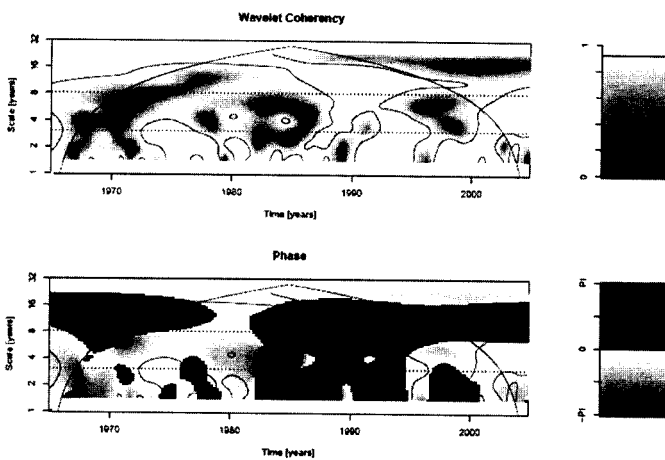 Wavelet Coherency
32
16
8
4
2
1
Scale [years]
1970
1980
1990
2000
Time [years]
1
0
Phase
32
16
8
4
2
1
Scale [years]
1970
1980
1990
2000
Time [years]
PI
0
-PI